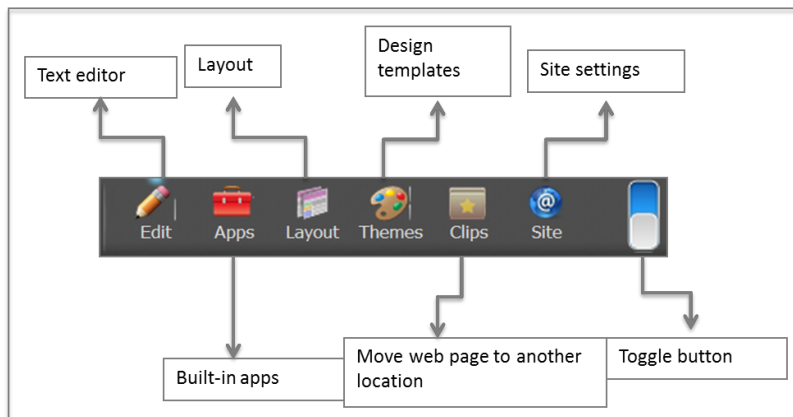 Text editor
Layout
Design
templates
Site settings
Edit
Apps
Layout
Themes
Clips
Site
Built-in apps
Move web page to another
location
Toggle button